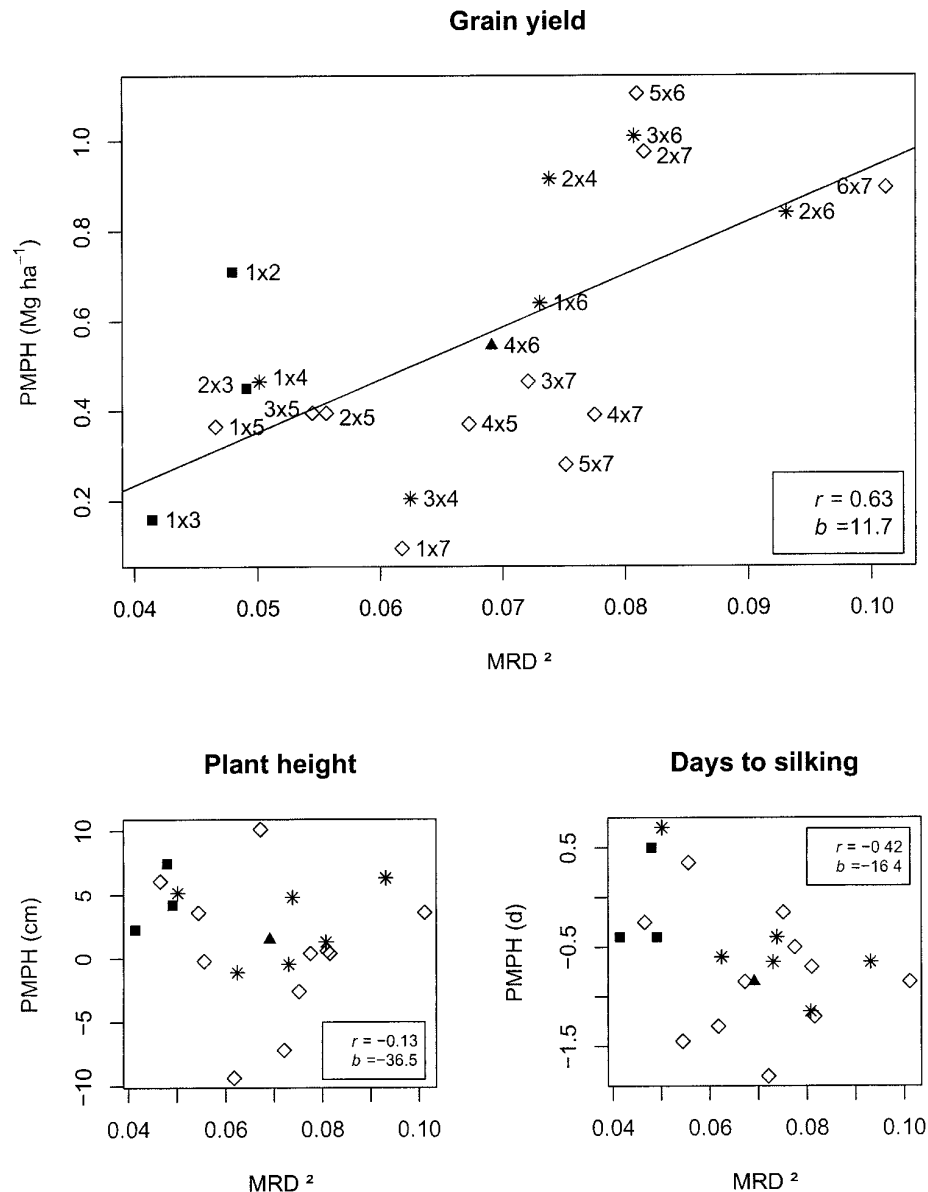 Grain yield
PMPH (Mg ha⁻¹)
1.0
0.8
0.6
0.4
0.2
5x6
3x6
2x7
2x4
6x7
2x6
1x2
1x6
4x6
2x3
1x4
3x7
3x5
2x5
4x7
1x5
4x5
5x7
3x4
1x3
1x7
r = 0.63
b =11.7
0.04 0.05 0.06 0.07 0.08 0.09 0.10
MRD ²
Plant height
PMPH (cm)
10
5
0
−5
−10
r = −0.13
b =−36.5
0.04 0.06 0.08 0.10
MRD ²
Days to silking
PMPH (d)
0.5
−0.5
−1.5
r = −0 42
b =−16 4
0.04 0.06 0.08 0.10
MRD ²